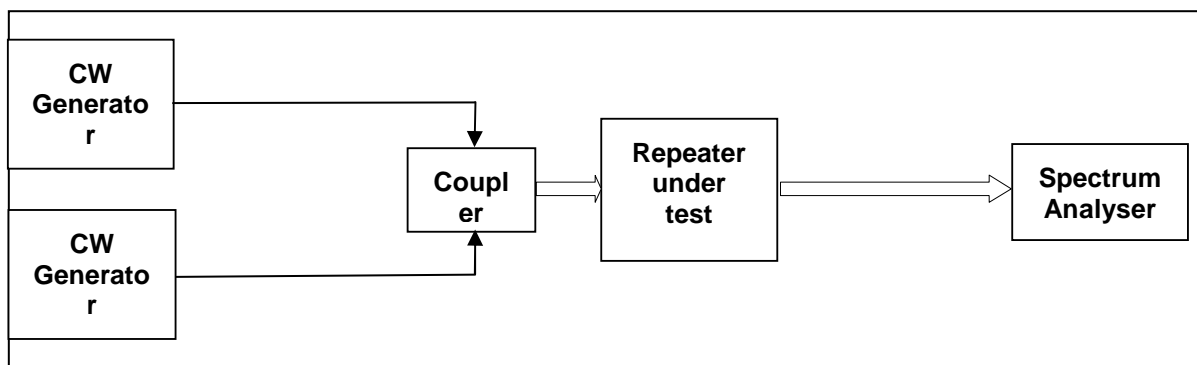 CW
Generato
r
CW
Generato
r
Coupl
er
Repeater
under
test
Spectrum
Analyser